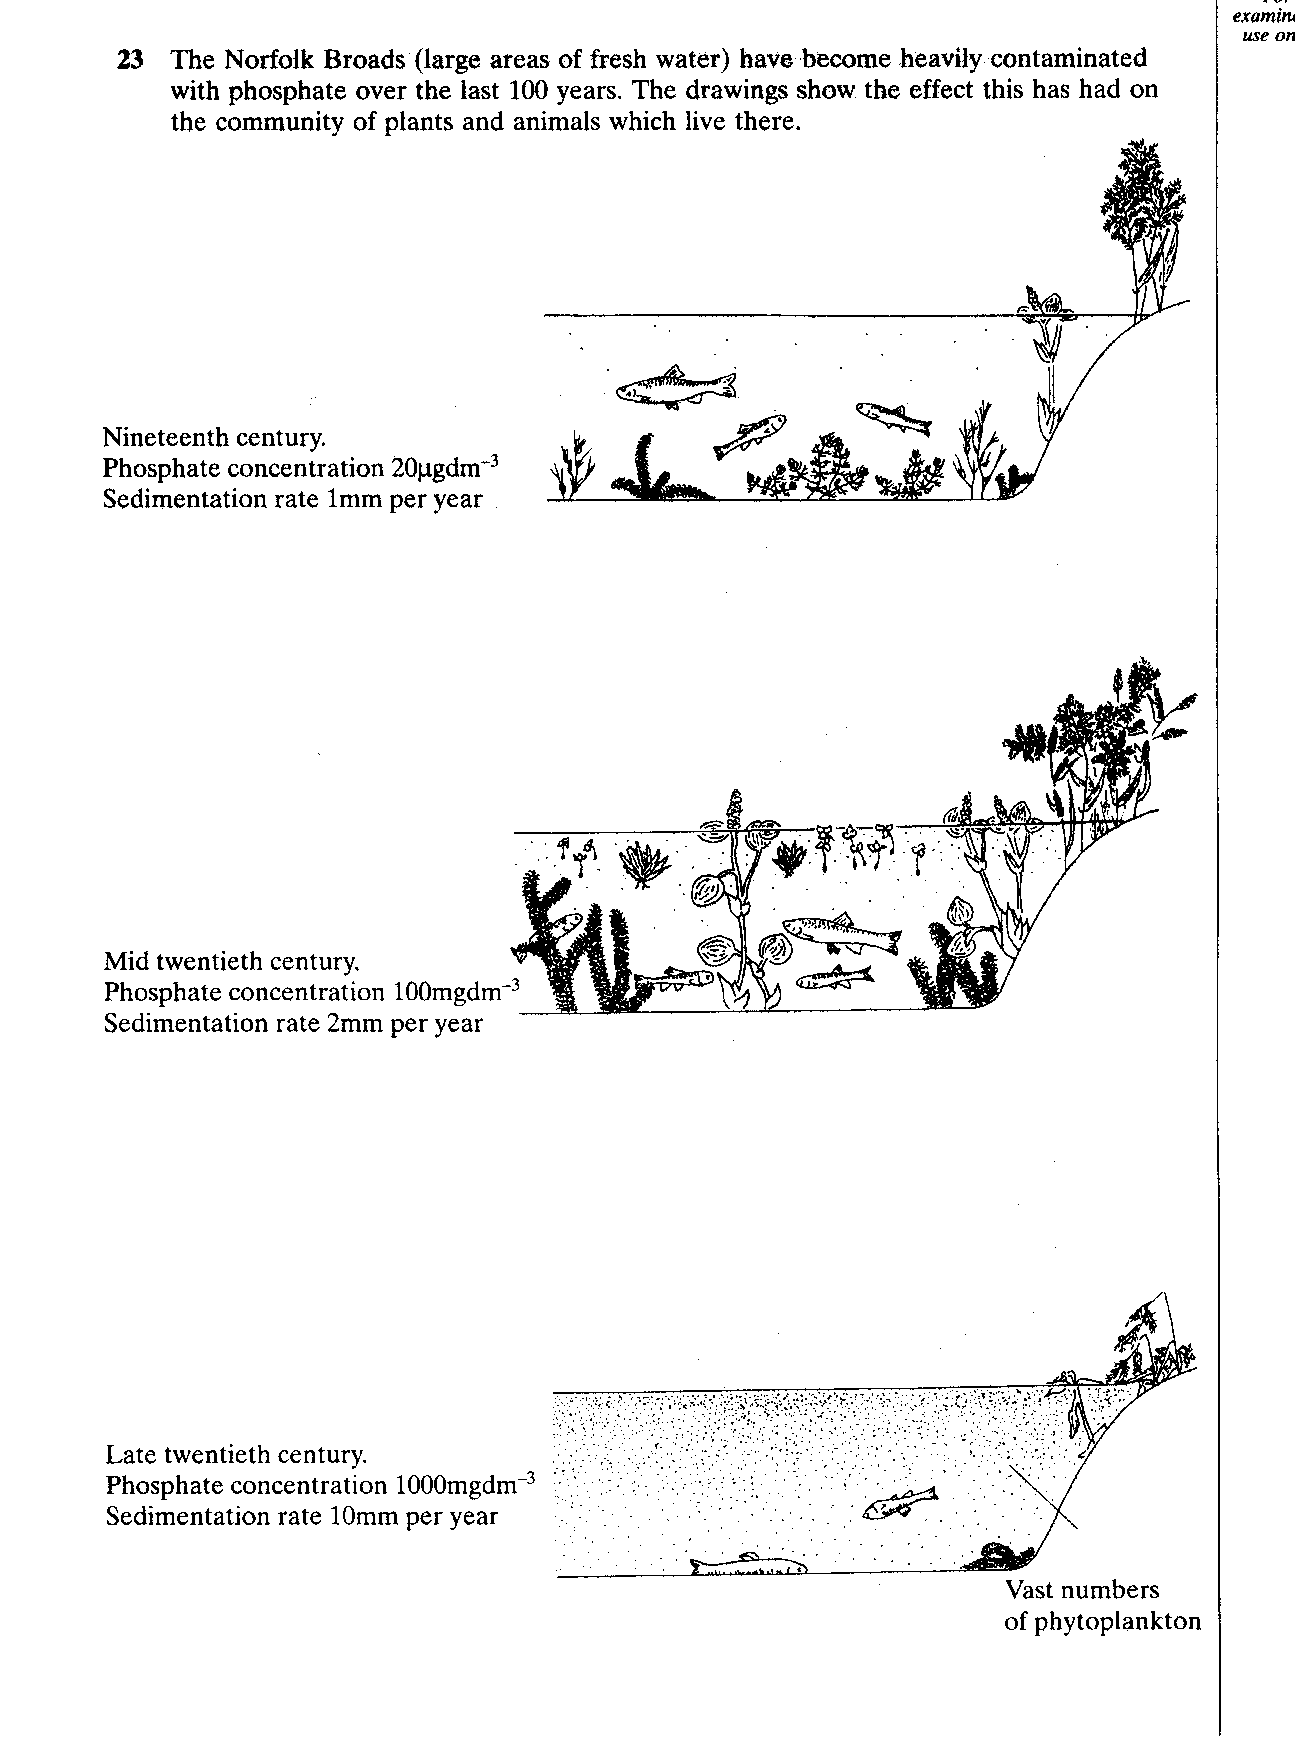 examine
use on
23 The Norfolk Broads (large areas of fresh water) have become heavily contaminated
with phosphate over the last 100 years. The drawings show the effect this has had on
the community of plants and animals which live there.
Nineteenth century.
Phosphate concentration 20µgdm⁻³
Sedimentation rate 1mm per year
Mid twentieth century.
Phosphate concentration 100mgdm⁻³
Sedimentation rate 2mm per year
Late twentieth century.
Phosphate concentration 1000mgdm⁻³
Sedimentation rate 10mm per year
Vast numbers
of phytoplankton